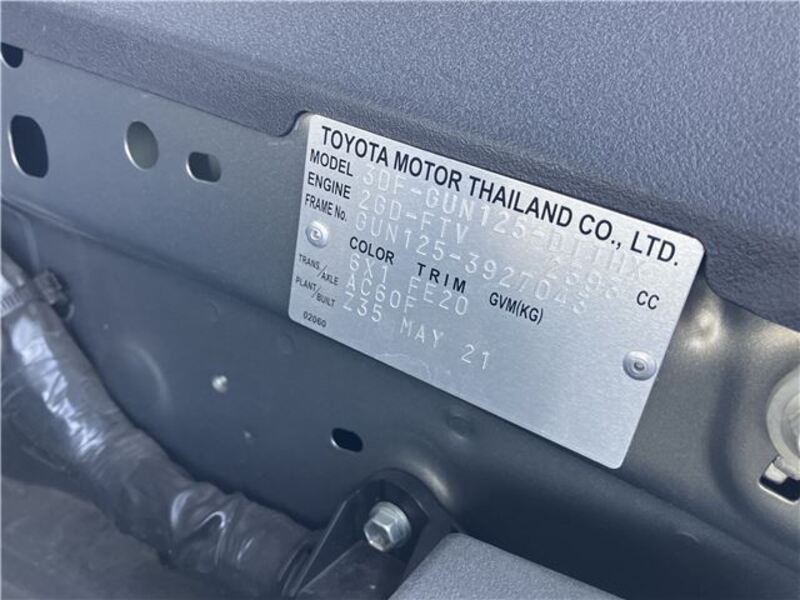 TOYOTA MOTOR THAILAND CO., LTD.
MODEL 3DF-GUN125-DTTHX
ENGINE 2GD-FTV 2393 CC
FRAME No. GUN125-3927043
COLOR TRIM GVM(KG)
6X1 FE20
TRANS/AXLE AC60F
PLANT/BUILT Z35 MAY 21
02060